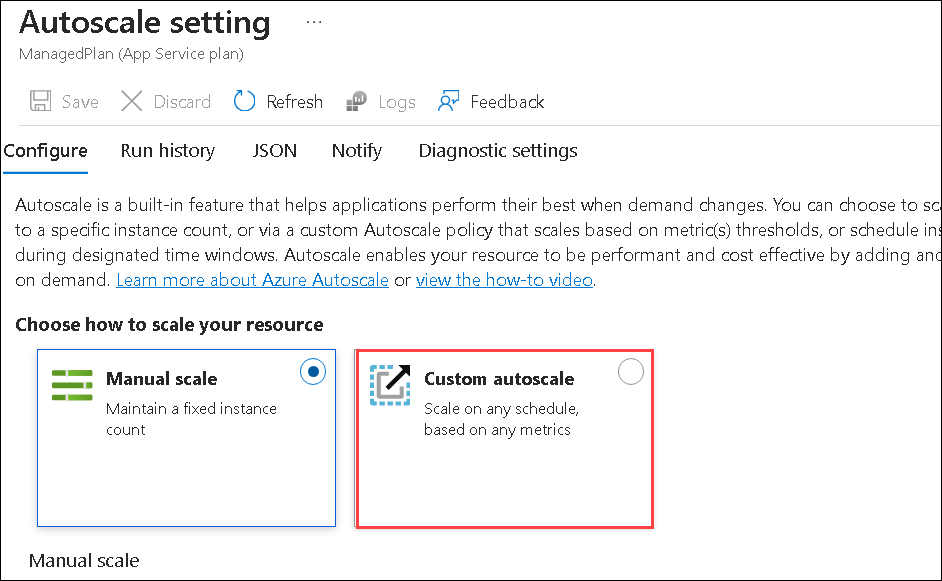 Autoscale setting ...
ManagedPlan (App Service plan)
Save Discard Refresh Logs Feedback
Configure Run history JSON Notify Diagnostic settings
Autoscale is a built-in feature that helps applications perform their best when demand changes. You can choose to sc
to a specific instance count, or via a custom Autoscale policy that scales based on metric(s) thresholds, or schedule ins
during designated time windows. Autoscale enables your resource to be performant and cost effective by adding and
on demand. Learn more about Azure Autoscale or view the how-to video.
Choose how to scale your resource
Manual scale
Maintain a fixed instance
count
Custom autoscale
Scale on any schedule,
based on any metrics
Manual scale